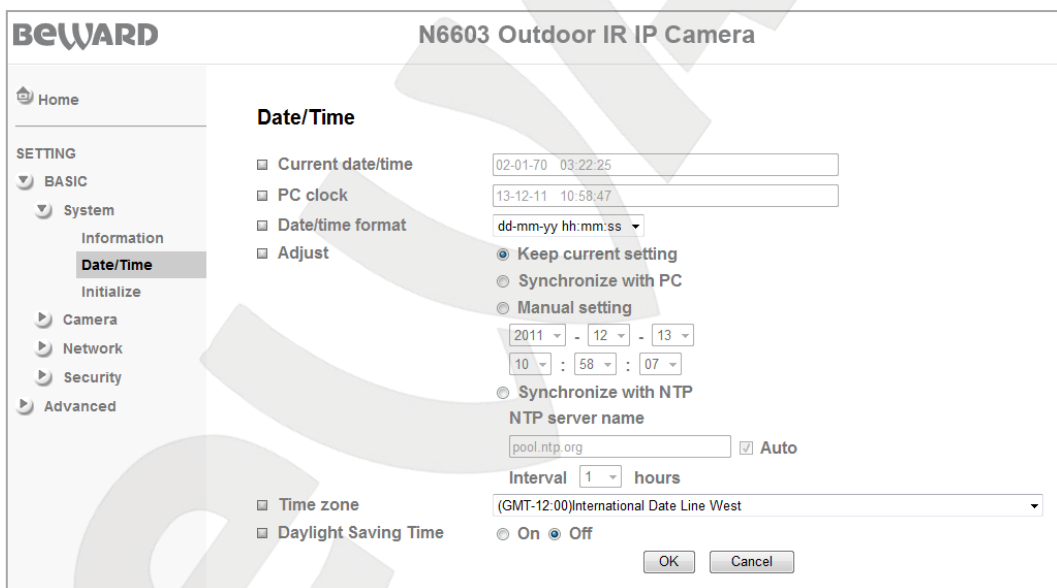 BEWARD
N6603 Outdoor IR IP Camera
Home
SETTING
BASIC
System
Information
Date/Time
Initialize
Camera
Network
Security
Advanced
Date/Time
Current date/time 02-01-70 03:22:25
PC clock 13-12-11 10:58:47
Date/time format dd-mm-yy hh:mm:ss
Adjust Keep current setting
Synchronize with PC
Manual setting
2011 - 12 - 13
10 : 58 : 07
Synchronize with NTP
NTP server name
pool.ntp.org Auto
Interval 1 hours
Time zone (GMT-12:00)International Date Line West
Daylight Saving Time On Off
OK Cancel